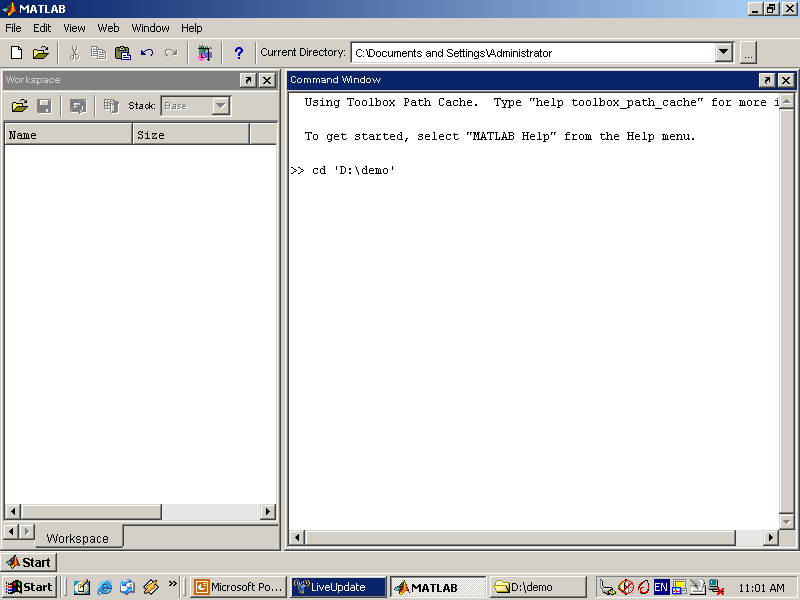 MATLAB
File Edit View Web Window Help
? Current Directory: C:\Documents and Settings\Administrator ...
Workspace
Stack: Base
Name Size
Workspace
Command Window
Using Toolbox Path Cache. Type "help toolbox_path_cache" for more i
To get started, select "MATLAB Help" from the Help menu.
>> cd 'D:\demo'
Start
Start » Microsoft Po... LiveUpdate MATLAB D:\demo EN 11:01 AM